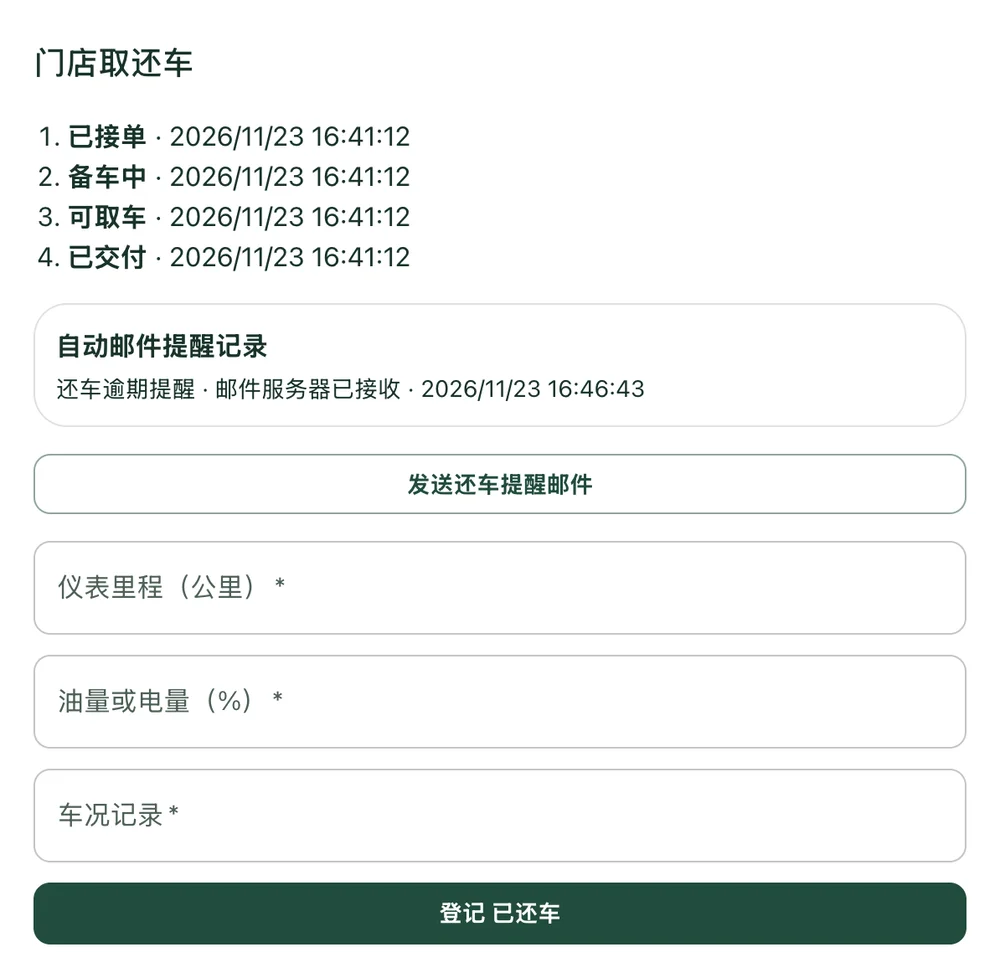 门店取还车
1. 已接单 · 2026/11/23 16:41:12
2. 备车中 · 2026/11/23 16:41:12
3. 可取车 · 2026/11/23 16:41:12
4. 已交付 · 2026/11/23 16:41:12
自动邮件提醒记录
还车逾期提醒 · 邮件服务器已接收 · 2026/11/23 16:46:43
发送还车提醒邮件
仪表里程（公里） *
油量或电量（%） *
车况记录 *
登记 已还车